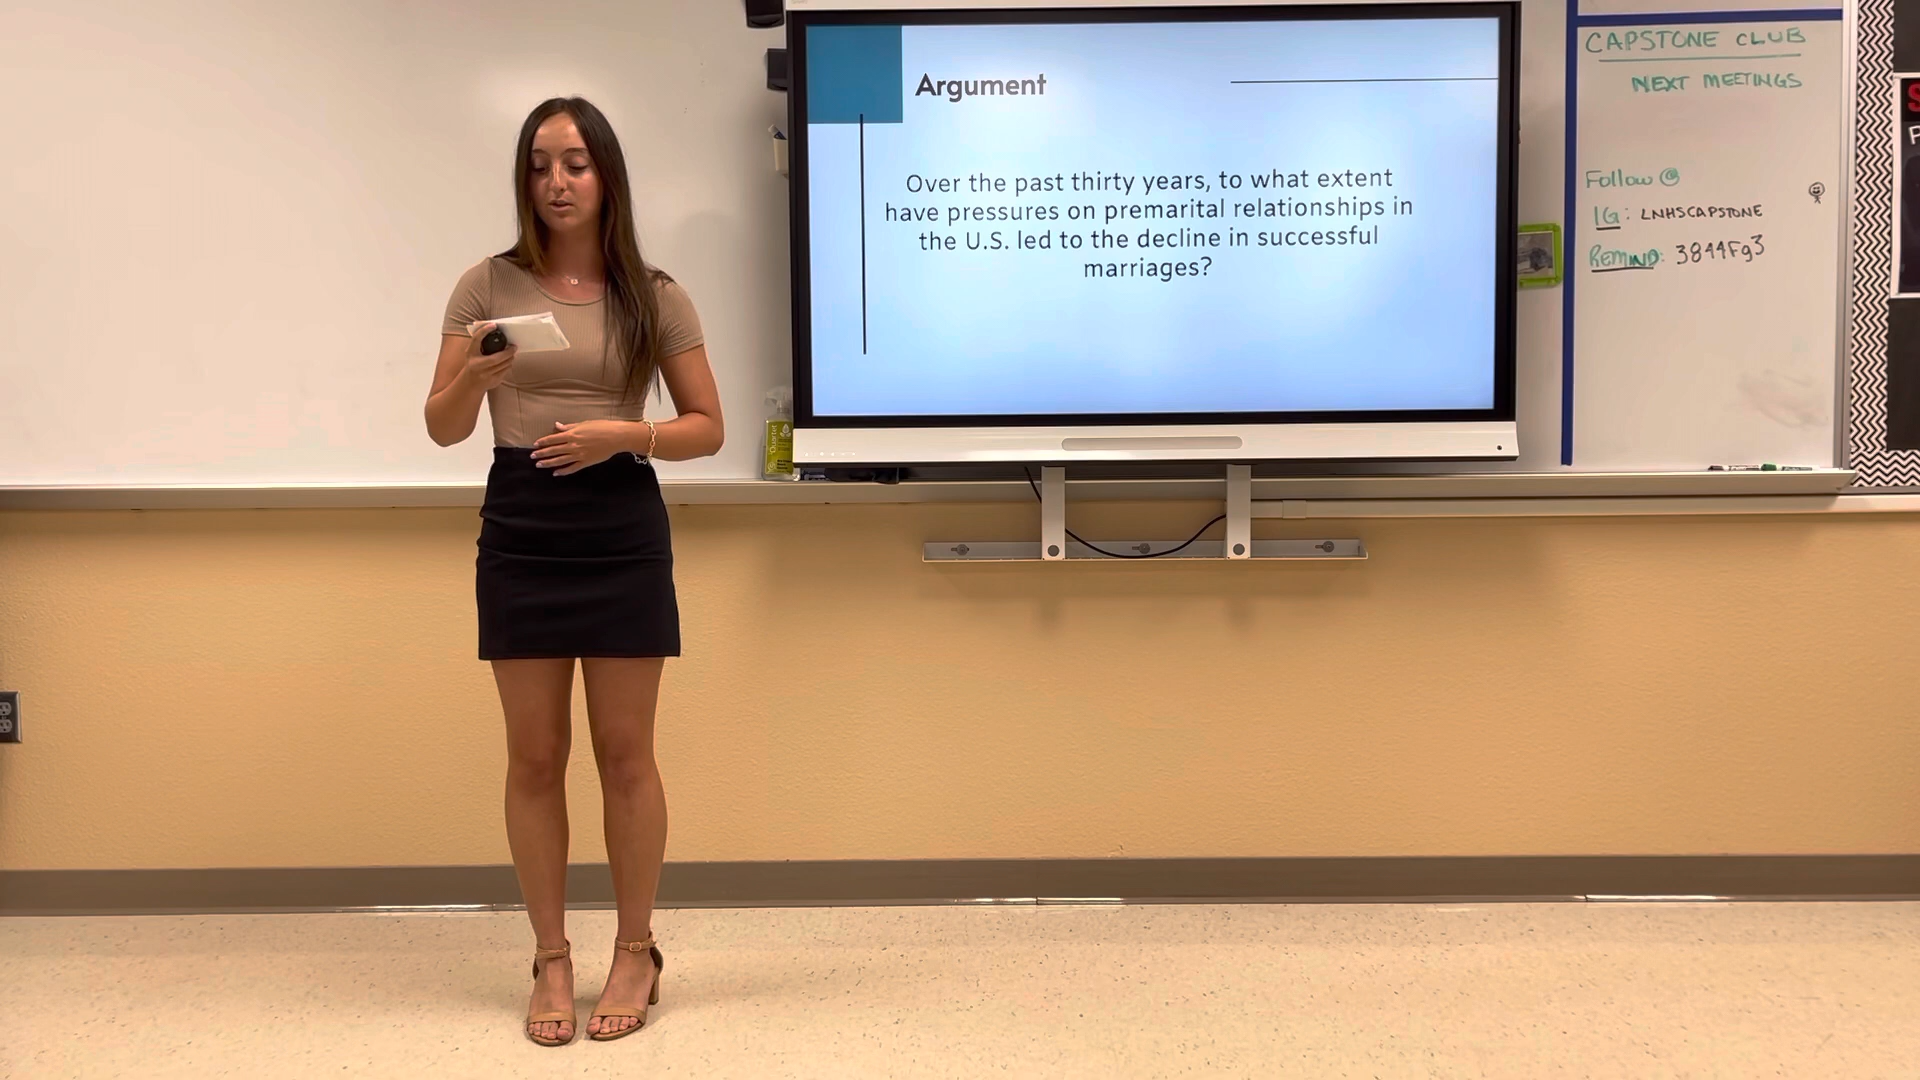 Argument
Over the past thirty years, to what extent
have pressures on premarital relationships in
the U.S. led to the decline in successful
marriages?
CAPSTONE CLUB
NEXT MEETINGS
Follow @
IG: LNHSCAPSTONE
REMIND: 3844Fg3
Quartet
S
P